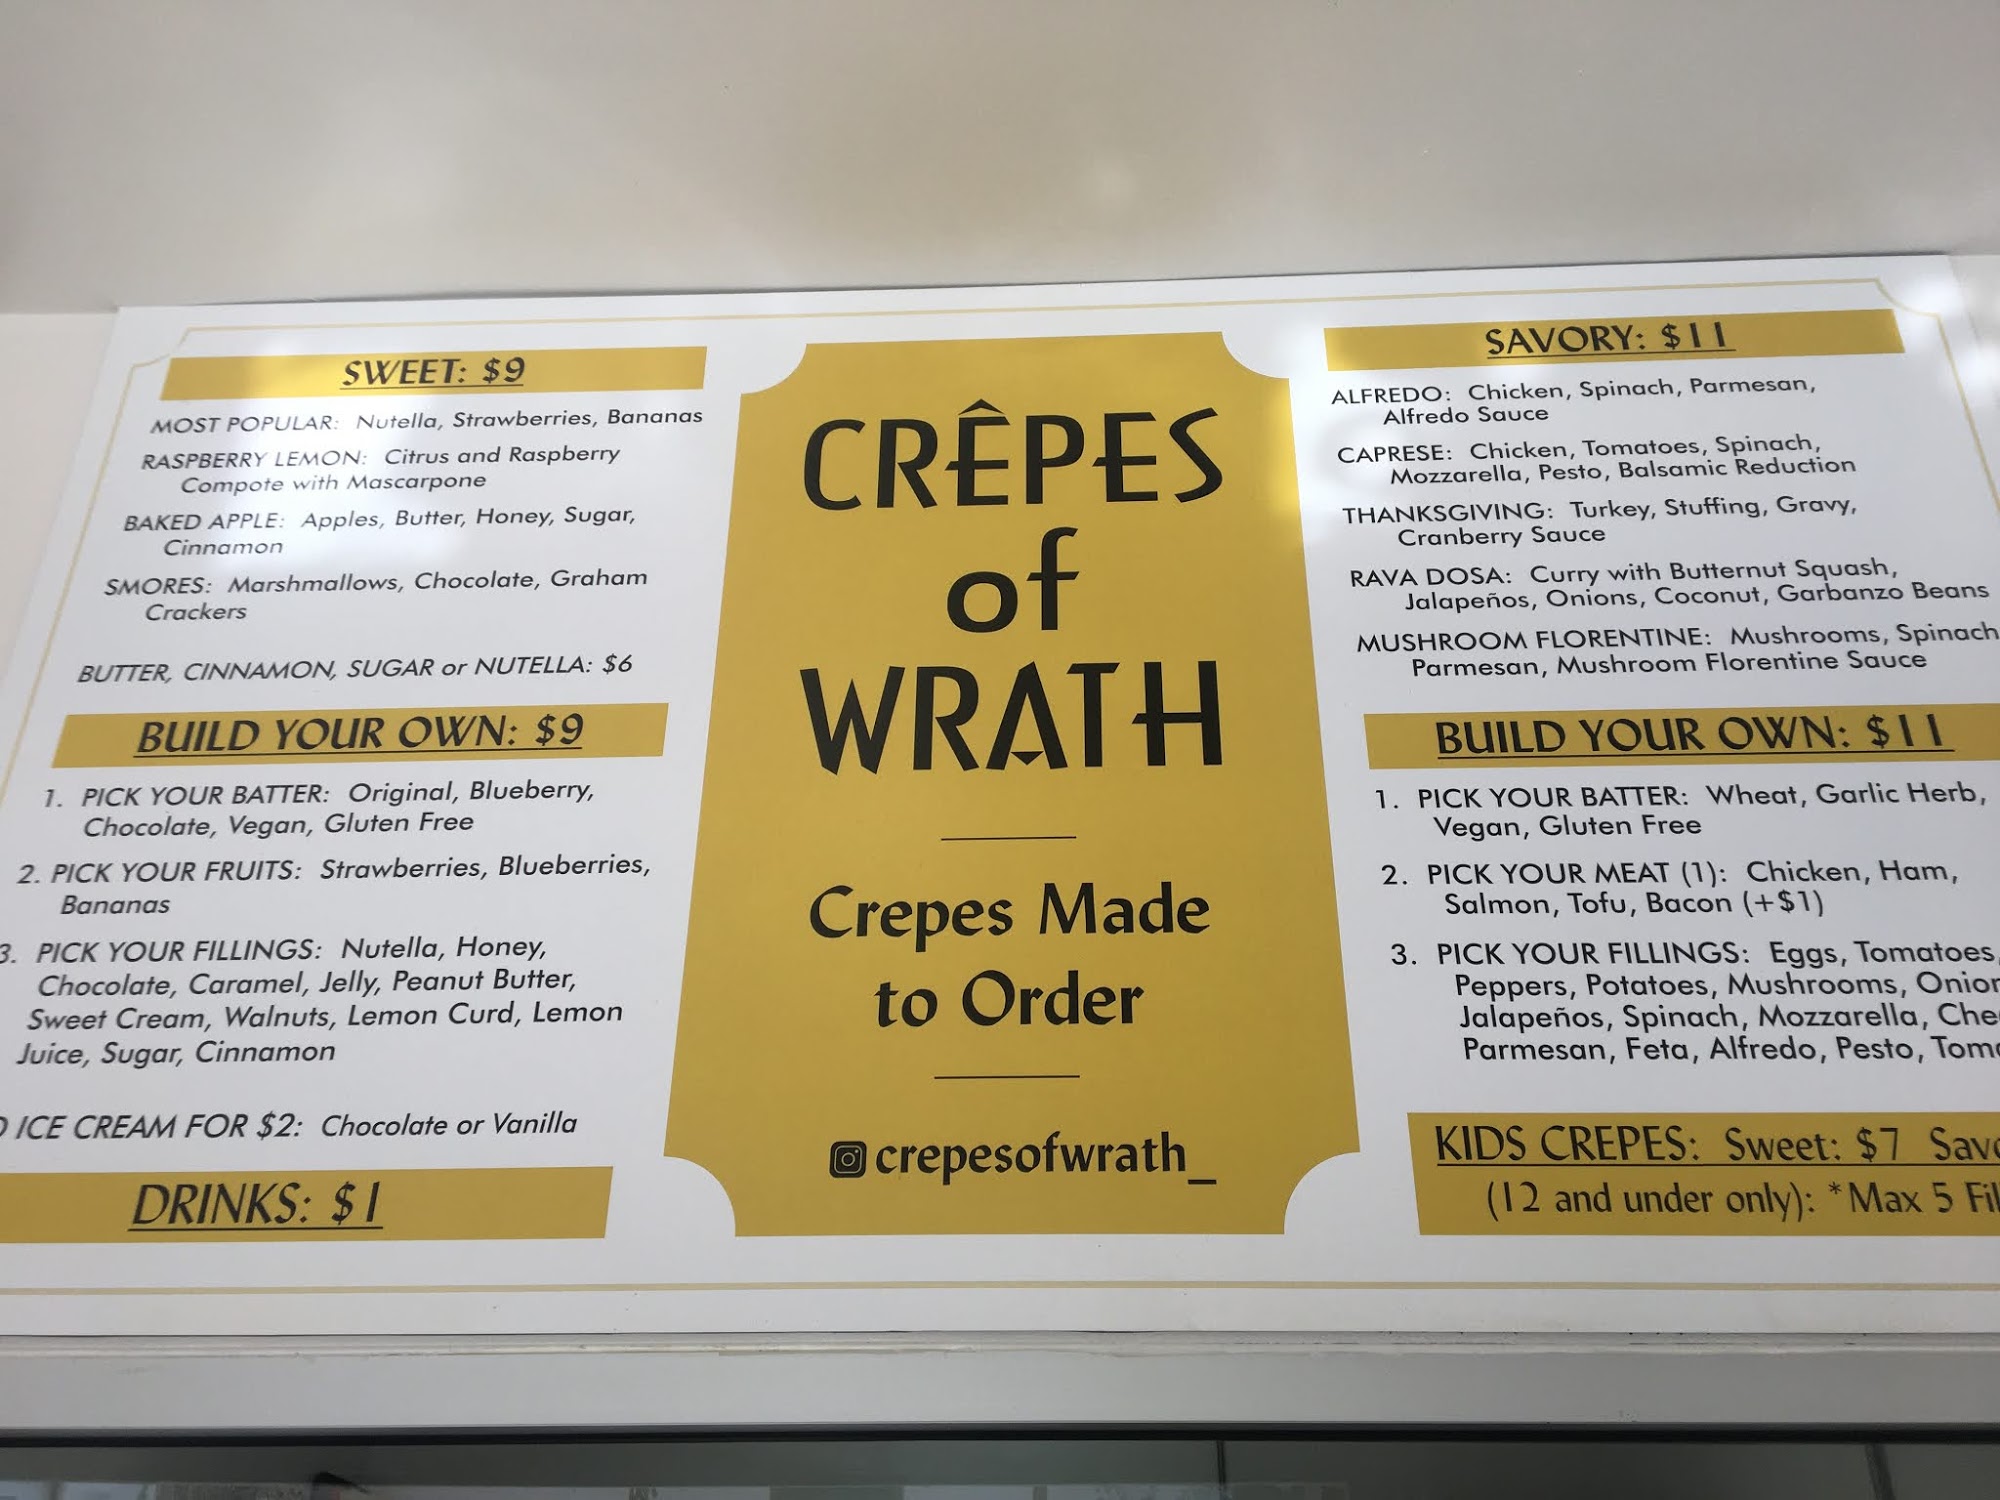 SWEET: $9
MOST POPULAR: Nutella, Strawberries, Bananas
RASPBERRY LEMON: Citrus and Raspberry
Compote with Mascarpone
BAKED APPLE: Apples, Butter, Honey, Sugar,
Cinnamon
SMORES: Marshmallows, Chocolate, Graham
Crackers
BUTTER, CINNAMON, SUGAR or NUTELLA: $6
BUILD YOUR OWN: $9
1. PICK YOUR BATTER: Original, Blueberry,
Chocolate, Vegan, Gluten Free
2. PICK YOUR FRUITS: Strawberries, Blueberries,
Bananas
3. PICK YOUR FILLINGS: Nutella, Honey,
Chocolate, Caramel, Jelly, Peanut Butter,
Sweet Cream, Walnuts, Lemon Curd, Lemon
Juice, Sugar, Cinnamon
ICE CREAM FOR $2: Chocolate or Vanilla
DRINKS: $1
CRÊPES
of
WRATH
Crepes Made
to Order
@crepesofwrath_
SAVORY: $11
ALFREDO: Chicken, Spinach, Parmesan,
Alfredo Sauce
CAPRESE: Chicken, Tomatoes, Spinach,
Mozzarella, Pesto, Balsamic Reduction
THANKSGIVING: Turkey, Stuffing, Gravy,
Cranberry Sauce
RAVA DOSA: Curry with Butternut Squash,
Jalapeños, Onions, Coconut, Garbanzo Beans
MUSHROOM FLORENTINE: Mushrooms, Spinach
Parmesan, Mushroom Florentine Sauce
BUILD YOUR OWN: $11
1. PICK YOUR BATTER: Wheat, Garlic Herb,
Vegan, Gluten Free
2. PICK YOUR MEAT (1): Chicken, Ham,
Salmon, Tofu, Bacon (+$1)
3. PICK YOUR FILLINGS: Eggs, Tomatoes,
Peppers, Potatoes, Mushrooms,
Jalapeños, Spinach, Mozzarella,
Parmesan, Feta, Alfredo, Pesto,
KIDS CREPES: Sweet: $7
(12 and under only): *Max 5